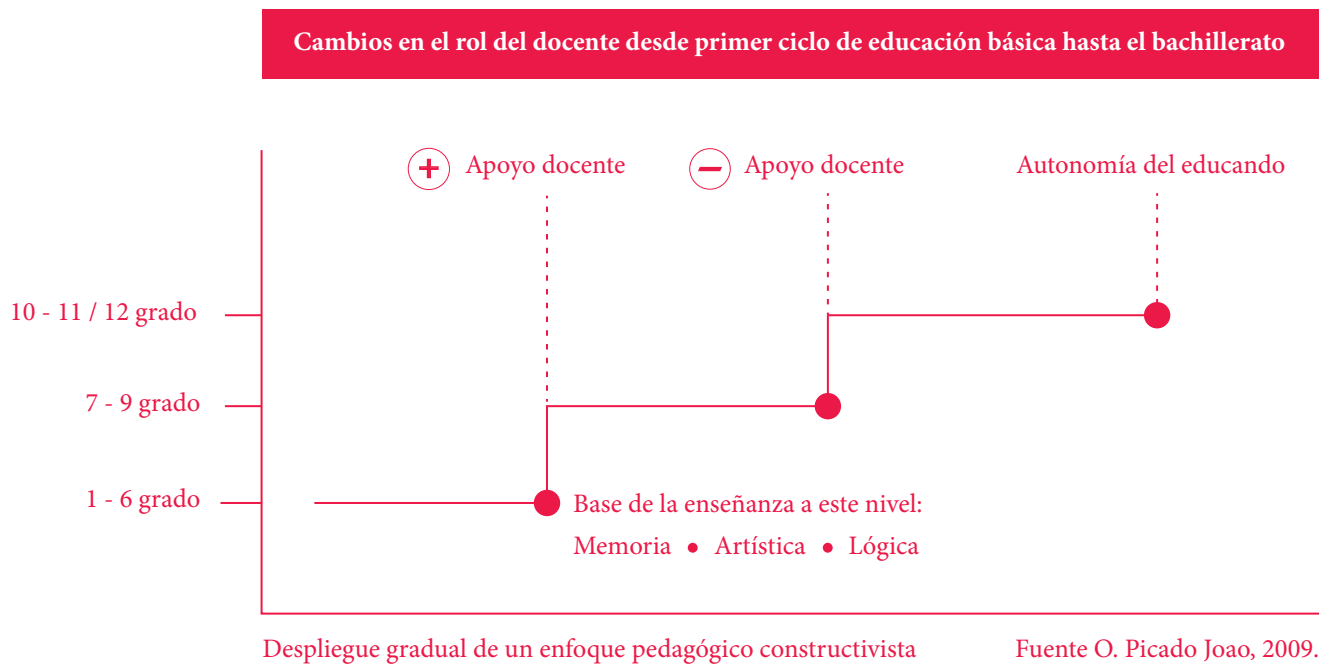 Cambios en el rol del docente desde primer ciclo de educación básica hasta el bachillerato
+ Apoyo docente
− Apoyo docente
Autonomía del educando
10 - 11 / 12 grado
7 - 9 grado
1 - 6 grado
Base de la enseñanza a este nivel:
Memoria • Artística • Lógica
Despliegue gradual de un enfoque pedagógico constructivista
Fuente O. Picado Joao, 2009.